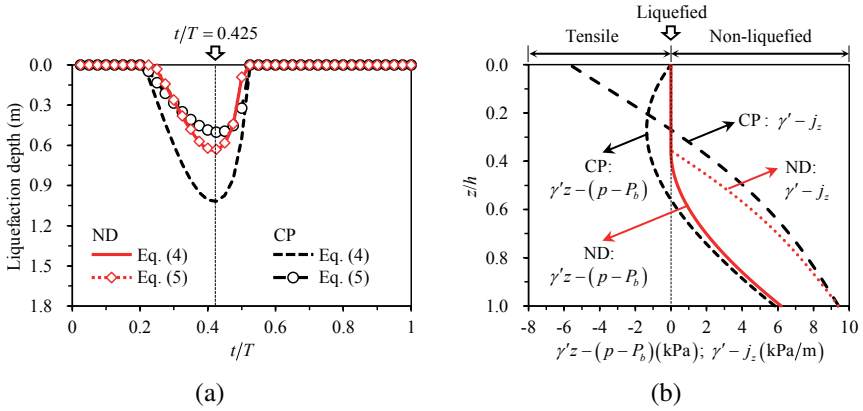 t/T = 0.425
0.0
0.3
0.6
0.9
1.2
1.5
1.8
Liquefaction depth (m)
ND CP
Eq. (4) Eq. (4)
Eq. (5) Eq. (5)
0 0.2 0.4 0.6 0.8 1
t/T
(a)
Liquefied
Tensile Non-liquefied
0.0
0.2
0.4
0.6
0.8
1.0
z/h
CP : γ′ − j_z
CP:
γ′z − (p − P_b)
ND:
γ′ − j_z
ND:
γ′z − (p − P_b)
-8 -6 -4 -2 0 2 4 6 8 10
γ′z − (p − P_b)(kPa); γ′ − j_z(kPa/m)
(b)